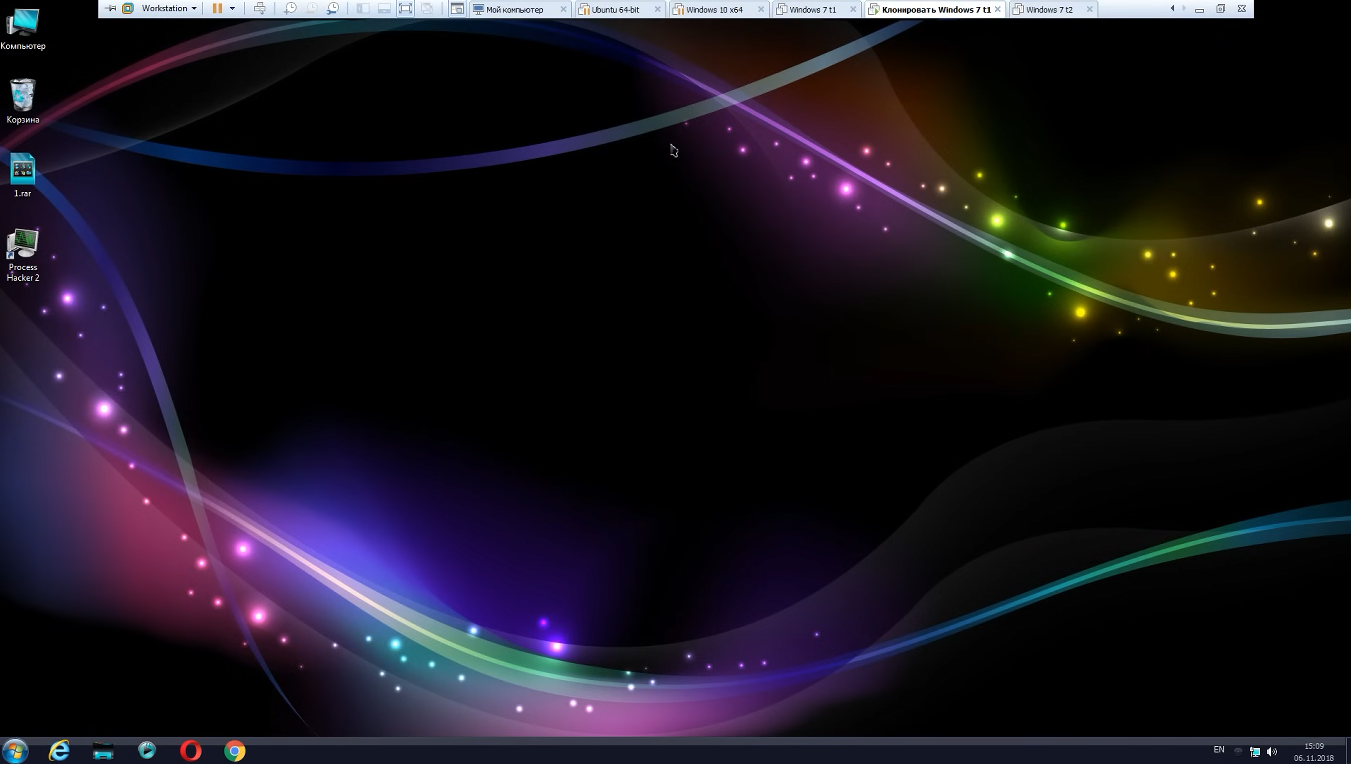 Workstation
Мой компьютер
Ubuntu 64-bit
Windows 10 x64
Windows 7 t1
Клонировать Windows 7 t1
Windows 7 t2
Компьютер
Корзина
1.rar
Process
Hacker 2
EN
15:09
06.11.2018